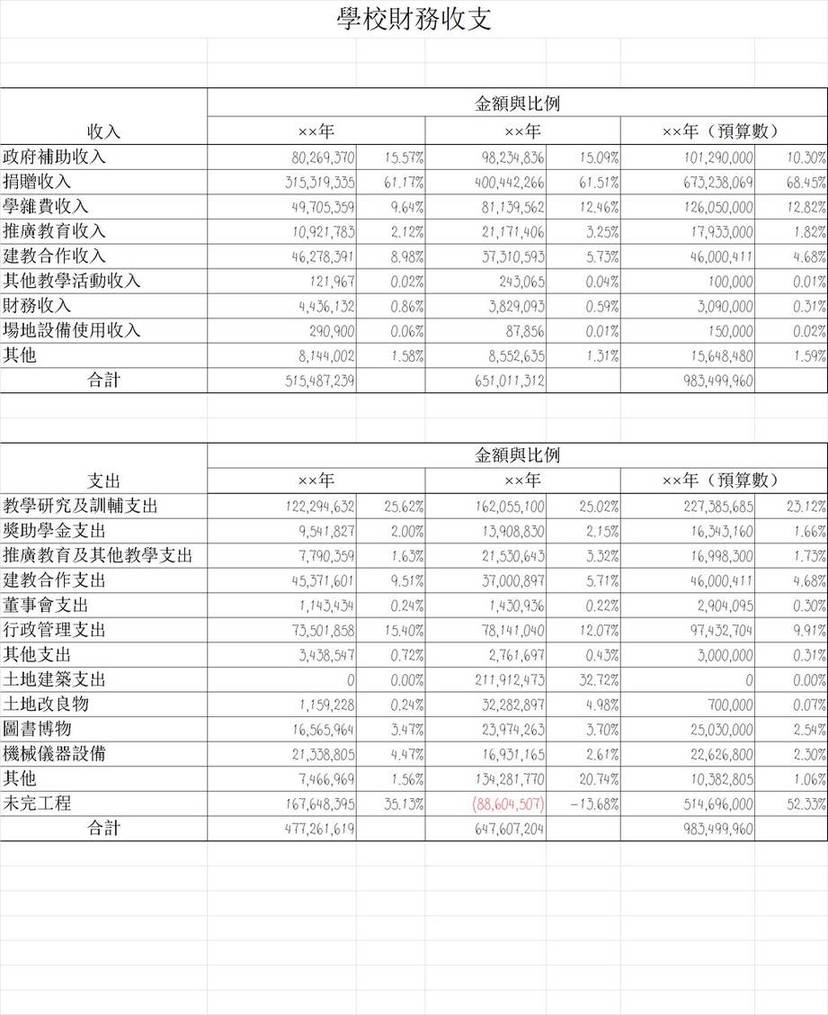 學校財務收支
金額與比例
收入 ××年 ××年 ××年（預算數）
政府補助收入 80,269,370 15.57% 98,234,836 15.09% 101,290,000 10.30%
捐贈收入 315,319,335 61.17% 400,442,266 61.51% 673,238,069 68.45%
學雜費收入 49,705,359 9.64% 81,139,562 12.46% 126,050,000 12.82%
推廣教育收入 10,921,783 2.12% 21,171,406 3.25% 17,933,000 1.82%
建教合作收入 46,278,391 8.98% 37,310,593 5.73% 46,000,411 4.68%
其他教學活動收入 121,967 0.02% 243,065 0.04% 100,000 0.01%
財務收入 4,436,132 0.86% 3,829,093 0.59% 3,090,000 0.31%
場地設備使用收入 290,900 0.06% 87,856 0.01% 150,000 0.02%
其他 8,144,002 1.58% 8,552,635 1.31% 15,648,480 1.59%
合計 515,487,239 651,011,312 983,499,960
金額與比例
支出 ××年 ××年 ××年（預算數）
教學研究及訓輔支出 122,294,632 25.62% 162,055,100 25.02% 227,385,685 23.12%
獎助學金支出 9,541,827 2.00% 13,908,830 2.15% 16,343,160 1.66%
推廣教育及其他教學支出 7,790,359 1.63% 21,530,643 3.32% 16,998,300 1.73%
建教合作支出 45,371,601 9.51% 37,000,897 5.71% 46,000,411 4.68%
董事會支出 1,143,434 0.24% 1,430,936 0.22% 2,904,095 0.30%
行政管理支出 73,501,858 15.40% 78,141,040 12.07% 97,432,704 9.91%
其他支出 3,438,547 0.72% 2,761,697 0.43% 3,000,000 0.31%
土地建築支出 0 0.00% 211,912,473 32.72% 0 0.00%
土地改良物 1,159,228 0.24% 32,282,897 4.98% 700,000 0.07%
圖書博物 16,565,964 3.47% 23,974,263 3.70% 25,030,000 2.54%
機械儀器設備 21,338,805 4.47% 16,931,165 2.61% 22,626,800 2.30%
其他 7,466,969 1.56% 134,281,770 20.74% 10,382,805 1.06%
未完工程 167,648,395 35.13% (88,604,507) -13.68% 514,696,000 52.33%
合計 477,261,619 647,607,204 983,499,960